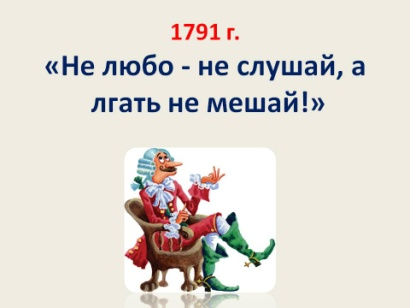 1791 г.
«Не любо - не слушай, а
лгать не мешай!»